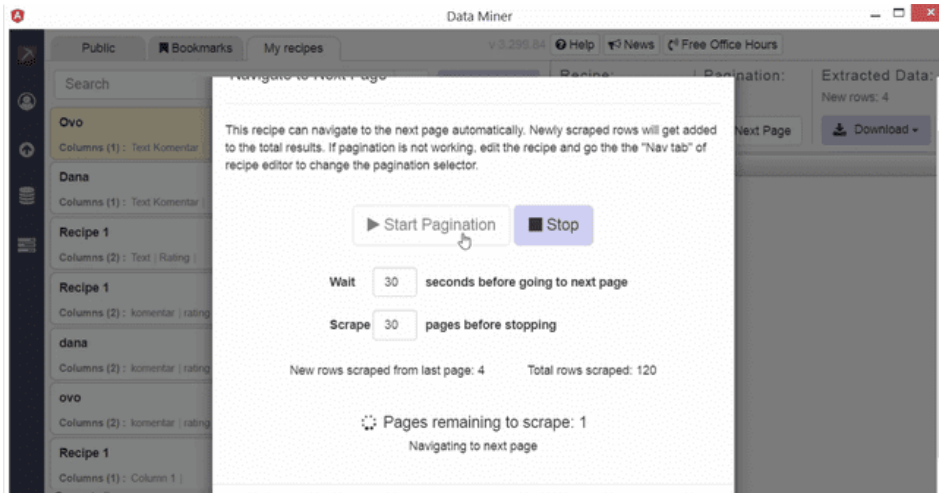 Data Miner
Public Bookmarks My recipes v 3.298.84 Help News Free Office Hours
Search
Navigate to Next Page
Recipe: Pagination: Extracted Data:
New rows: 4
Next Page Download
Ovo
Columns (1) : Text Komentar
Dana
Columns (1) : Text Komentar |
Recipe 1
Columns (2) : Text | Rating |
Recipe 1
Columns (2) : komentar | rating
dana
Columns (2) : komentar | rating
ovo
Columns (2) : komentar | rating
Recipe 1
Columns (1) : Column 1 |
This recipe can navigate to the next page automatically. Newly scraped rows will get added
to the total results. If pagination is not working, edit the recipe and go the the "Nav tab" of
recipe editor to change the pagination selector.
Start Pagination Stop
Wait 30 seconds before going to next page
Scrape 30 pages before stopping
New rows scraped from last page: 4 Total rows scraped: 120
Pages remaining to scrape: 1
Navigating to next page